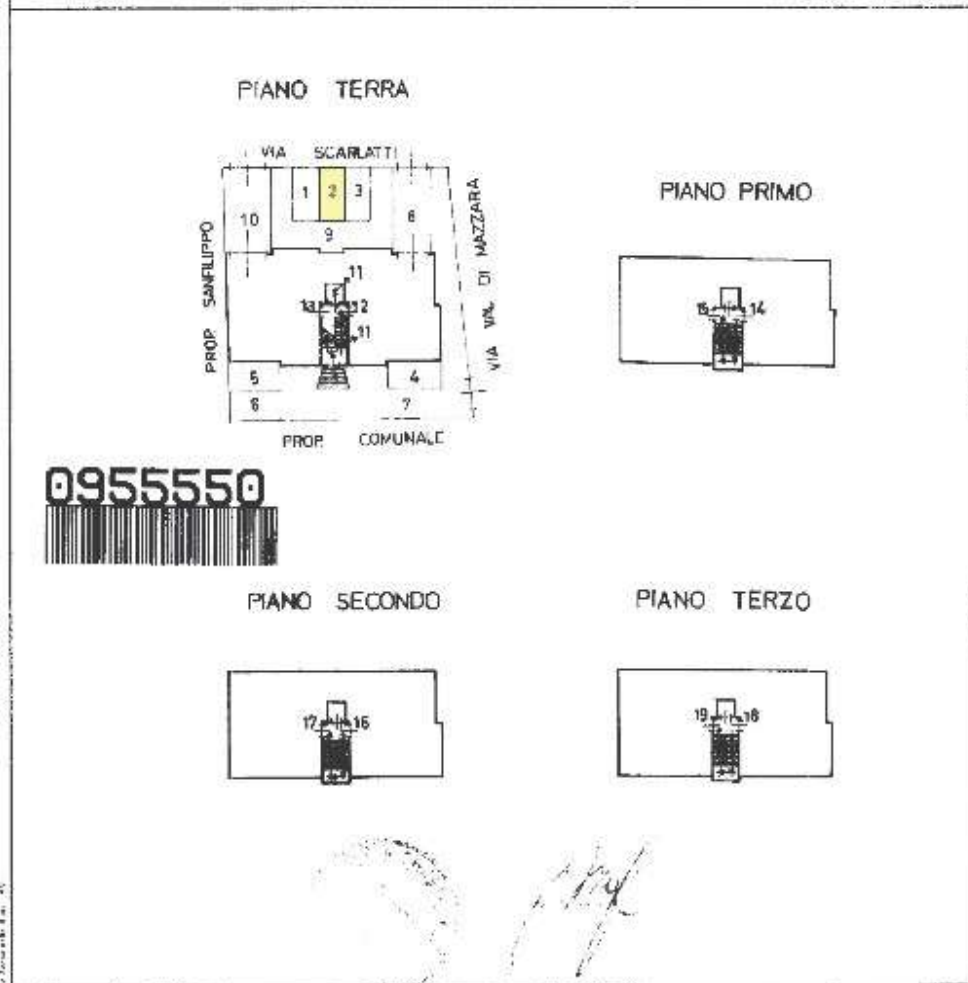 PIANO TERRA
VIA SCARLATTI
1 2 3
10
8
9
PROP. SANFILIPPO
VIA VAL DI MAZZARA
11
13 12
11
5
4
6
7
PROP. COMUNALE
PIANO PRIMO
15 14
0955550
PIANO SECONDO
17 16
PIANO TERZO
19 18